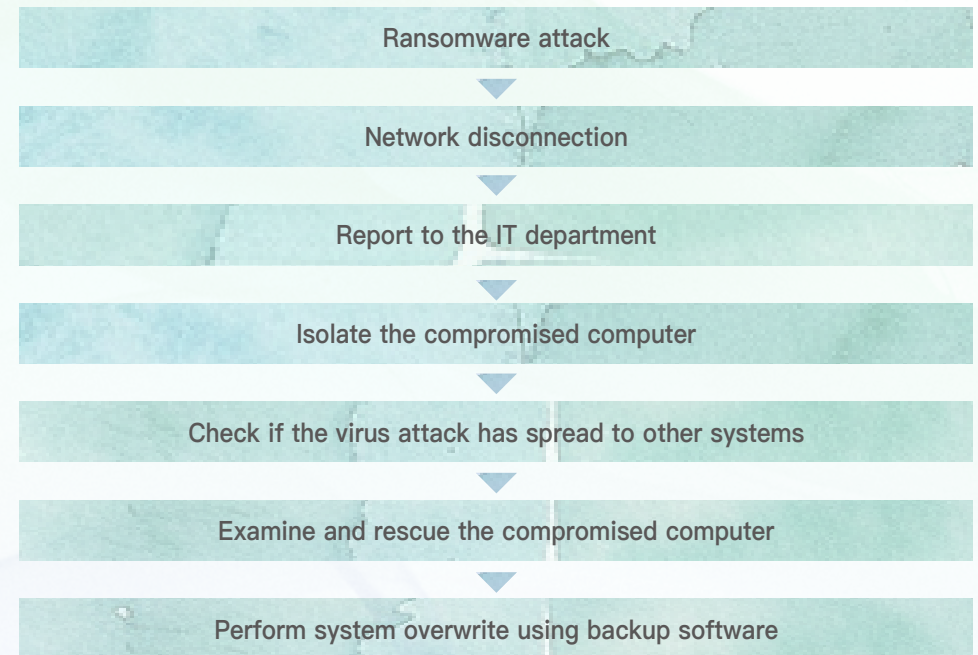 Ransomware attack
Network disconnection
Report to the IT department
Isolate the compromised computer
Check if the virus attack has spread to other systems
Examine and rescue the compromised computer
Perform system overwrite using backup software